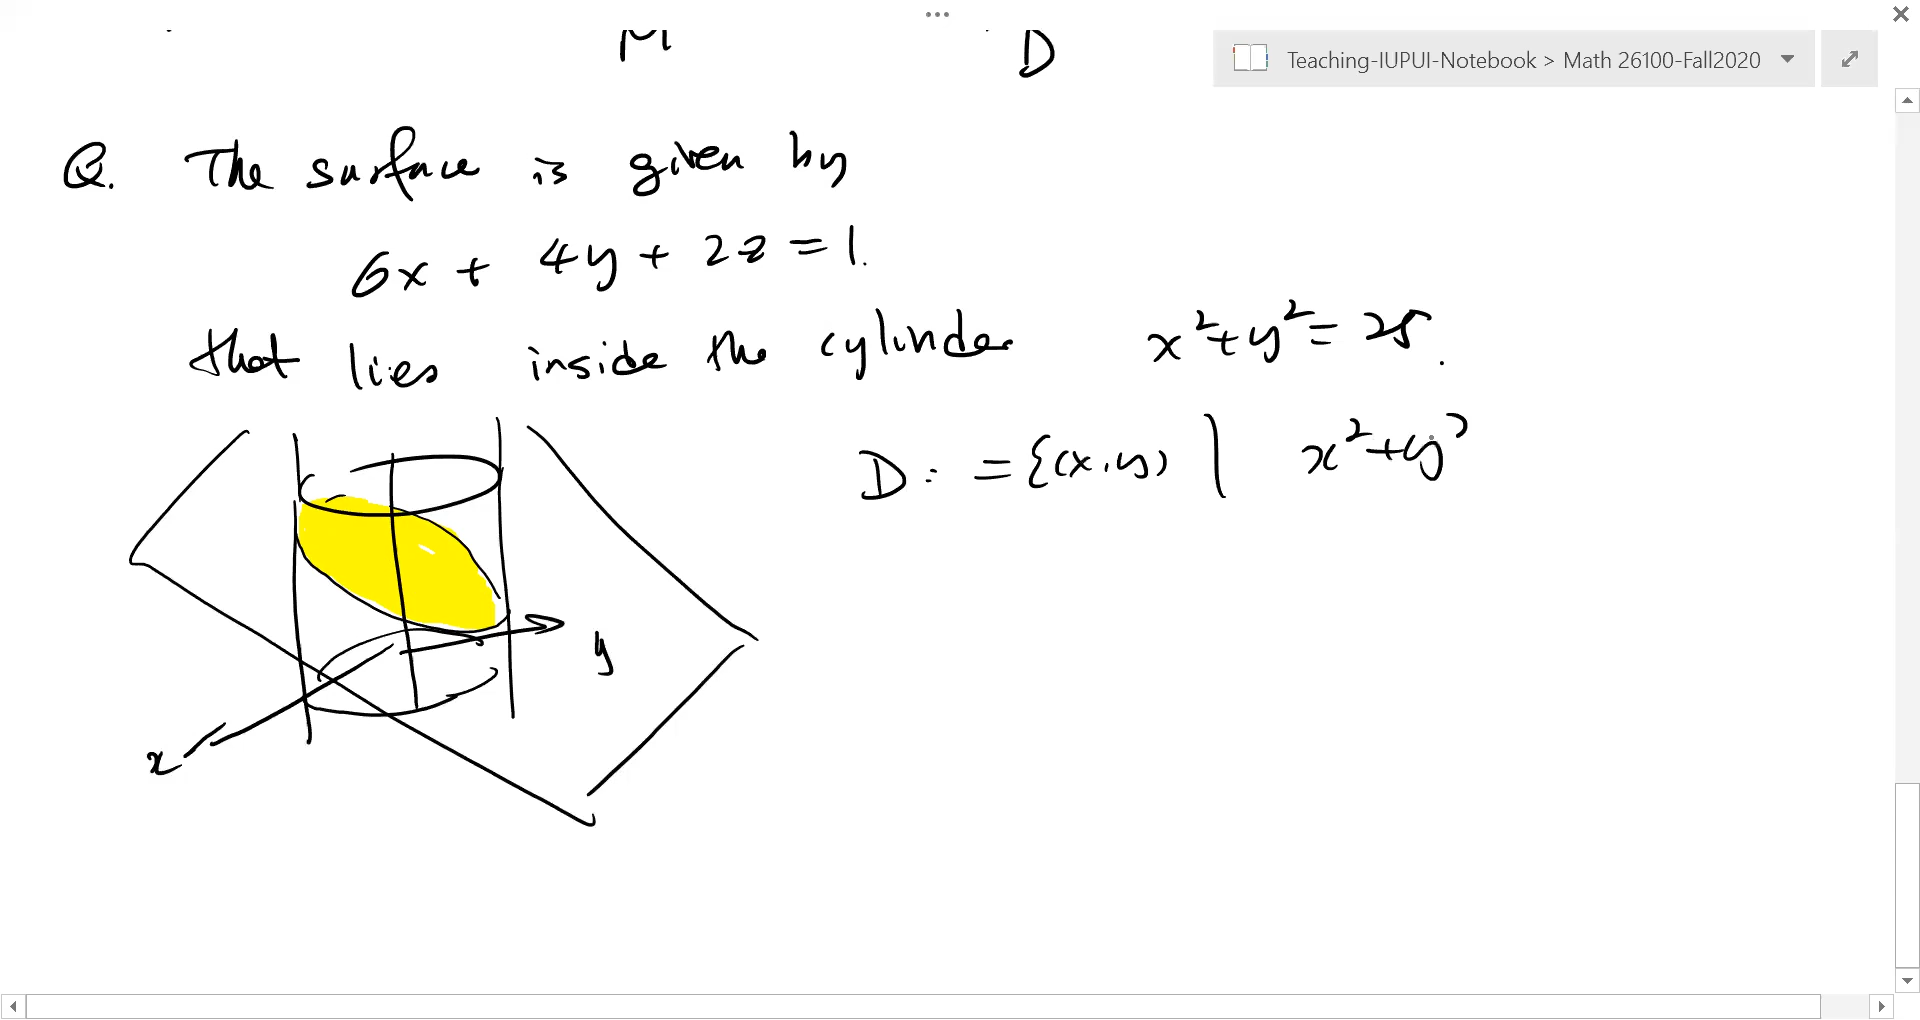 M D
Teaching-IUPUI-Notebook > Math 26100-Fall2020
Q. The surface is given by
6x + 4y + 2z = 1.
that lies inside the cylinder x²+y² = 25.
D: = {(x,y) | x²+y²
y
x